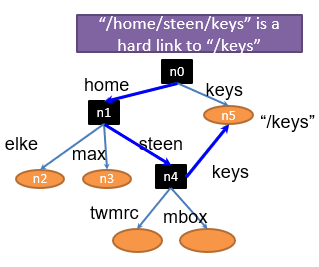 “/home/steen/keys” is a
hard link to “/keys”
n0
home
keys
n1
n5
“/keys”
elke
max
steen
n2
n3
n4
keys
twmrc
mbox